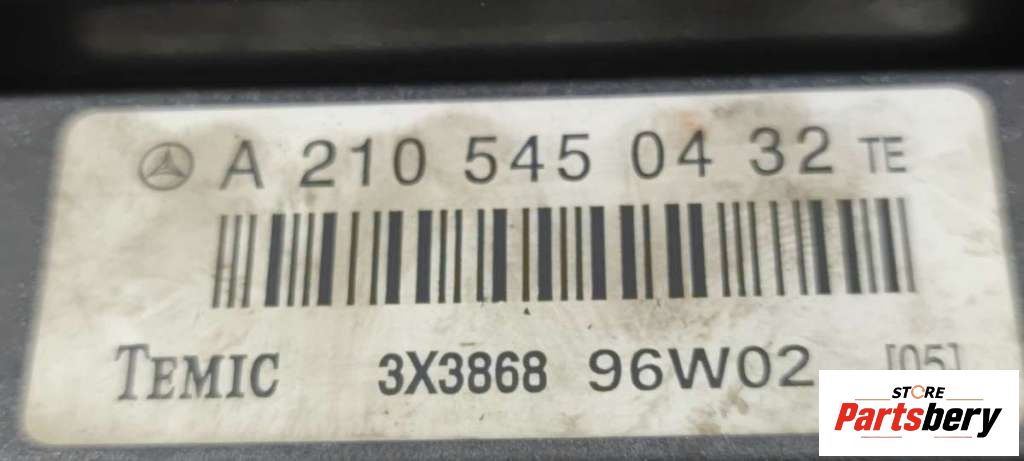 A 210 545 04 32 TE
TEMIC 3X3868 96W02 [05]
STORE
Partsbery